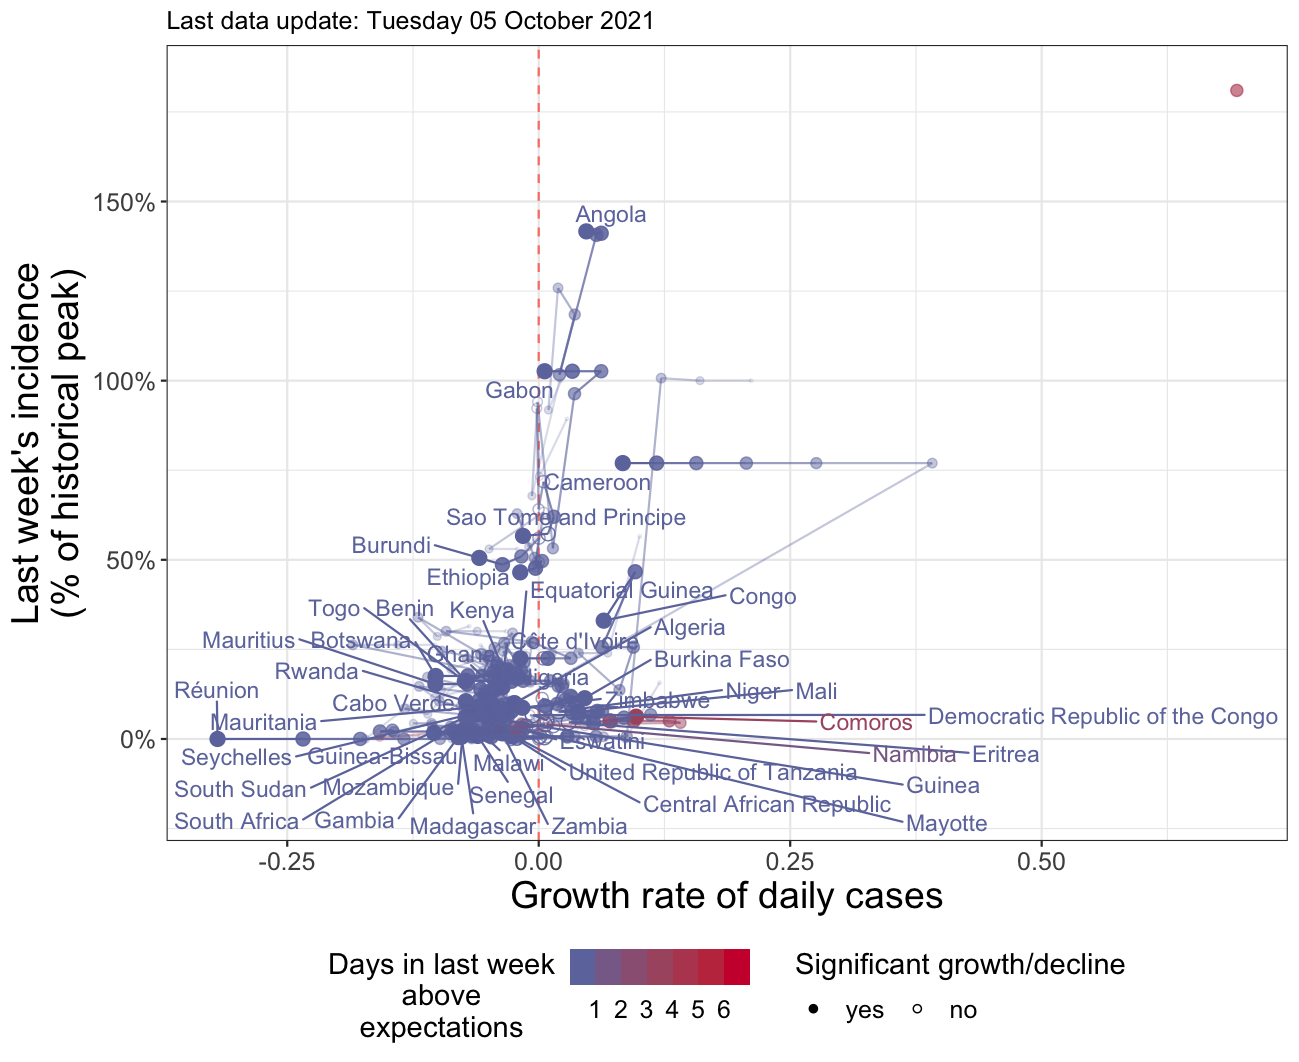 Last data update: Tuesday 05 October 2021
Last week's incidence
(% of historical peak)
150%
100%
50%
0%
Angola
Gabon
Cameroon
Sao Tome and Principe
Burundi
Ethiopia
Equatorial Guinea
Congo
Togo
Benin
Kenya
Algeria
Mauritius
Botswana
Côte d'Ivoire
Ghana
Burkina Faso
Rwanda
Réunion
Niger
Mali
Cabo Verde
Mauritania
Comoros
Democratic Republic of the Congo
Eswatini
Namibia
Eritrea
Seychelles
Guinea-Bissau
Malawi
United Republic of Tanzania
Guinea
South Sudan
Mozambique
Senegal
Central African Republic
South Africa
Gambia
Madagascar
Zambia
Mayotte
-0.25
0.00
0.25
0.50
Growth rate of daily cases
Days in last week
above
expectations
1 2 3 4 5 6
Significant growth/decline
yes
no